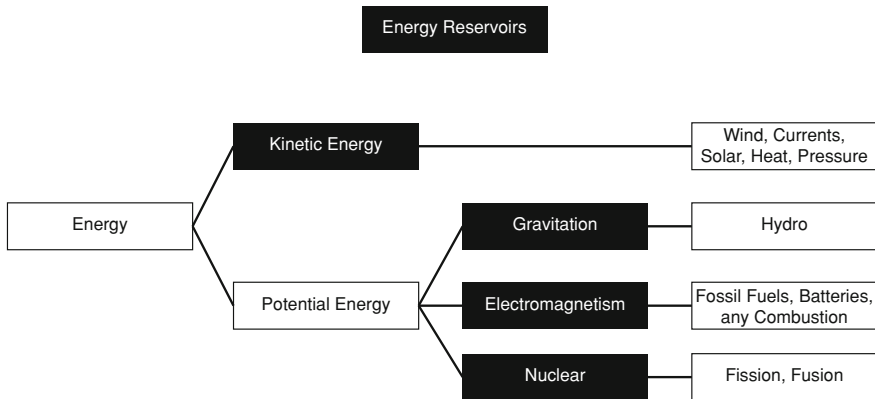 Energy Reservoirs
Kinetic Energy
Wind, Currents,
Solar, Heat, Pressure
Energy
Gravitation
Hydro
Potential Energy
Electromagnetism
Fossil Fuels, Batteries,
any Combustion
Nuclear
Fission, Fusion